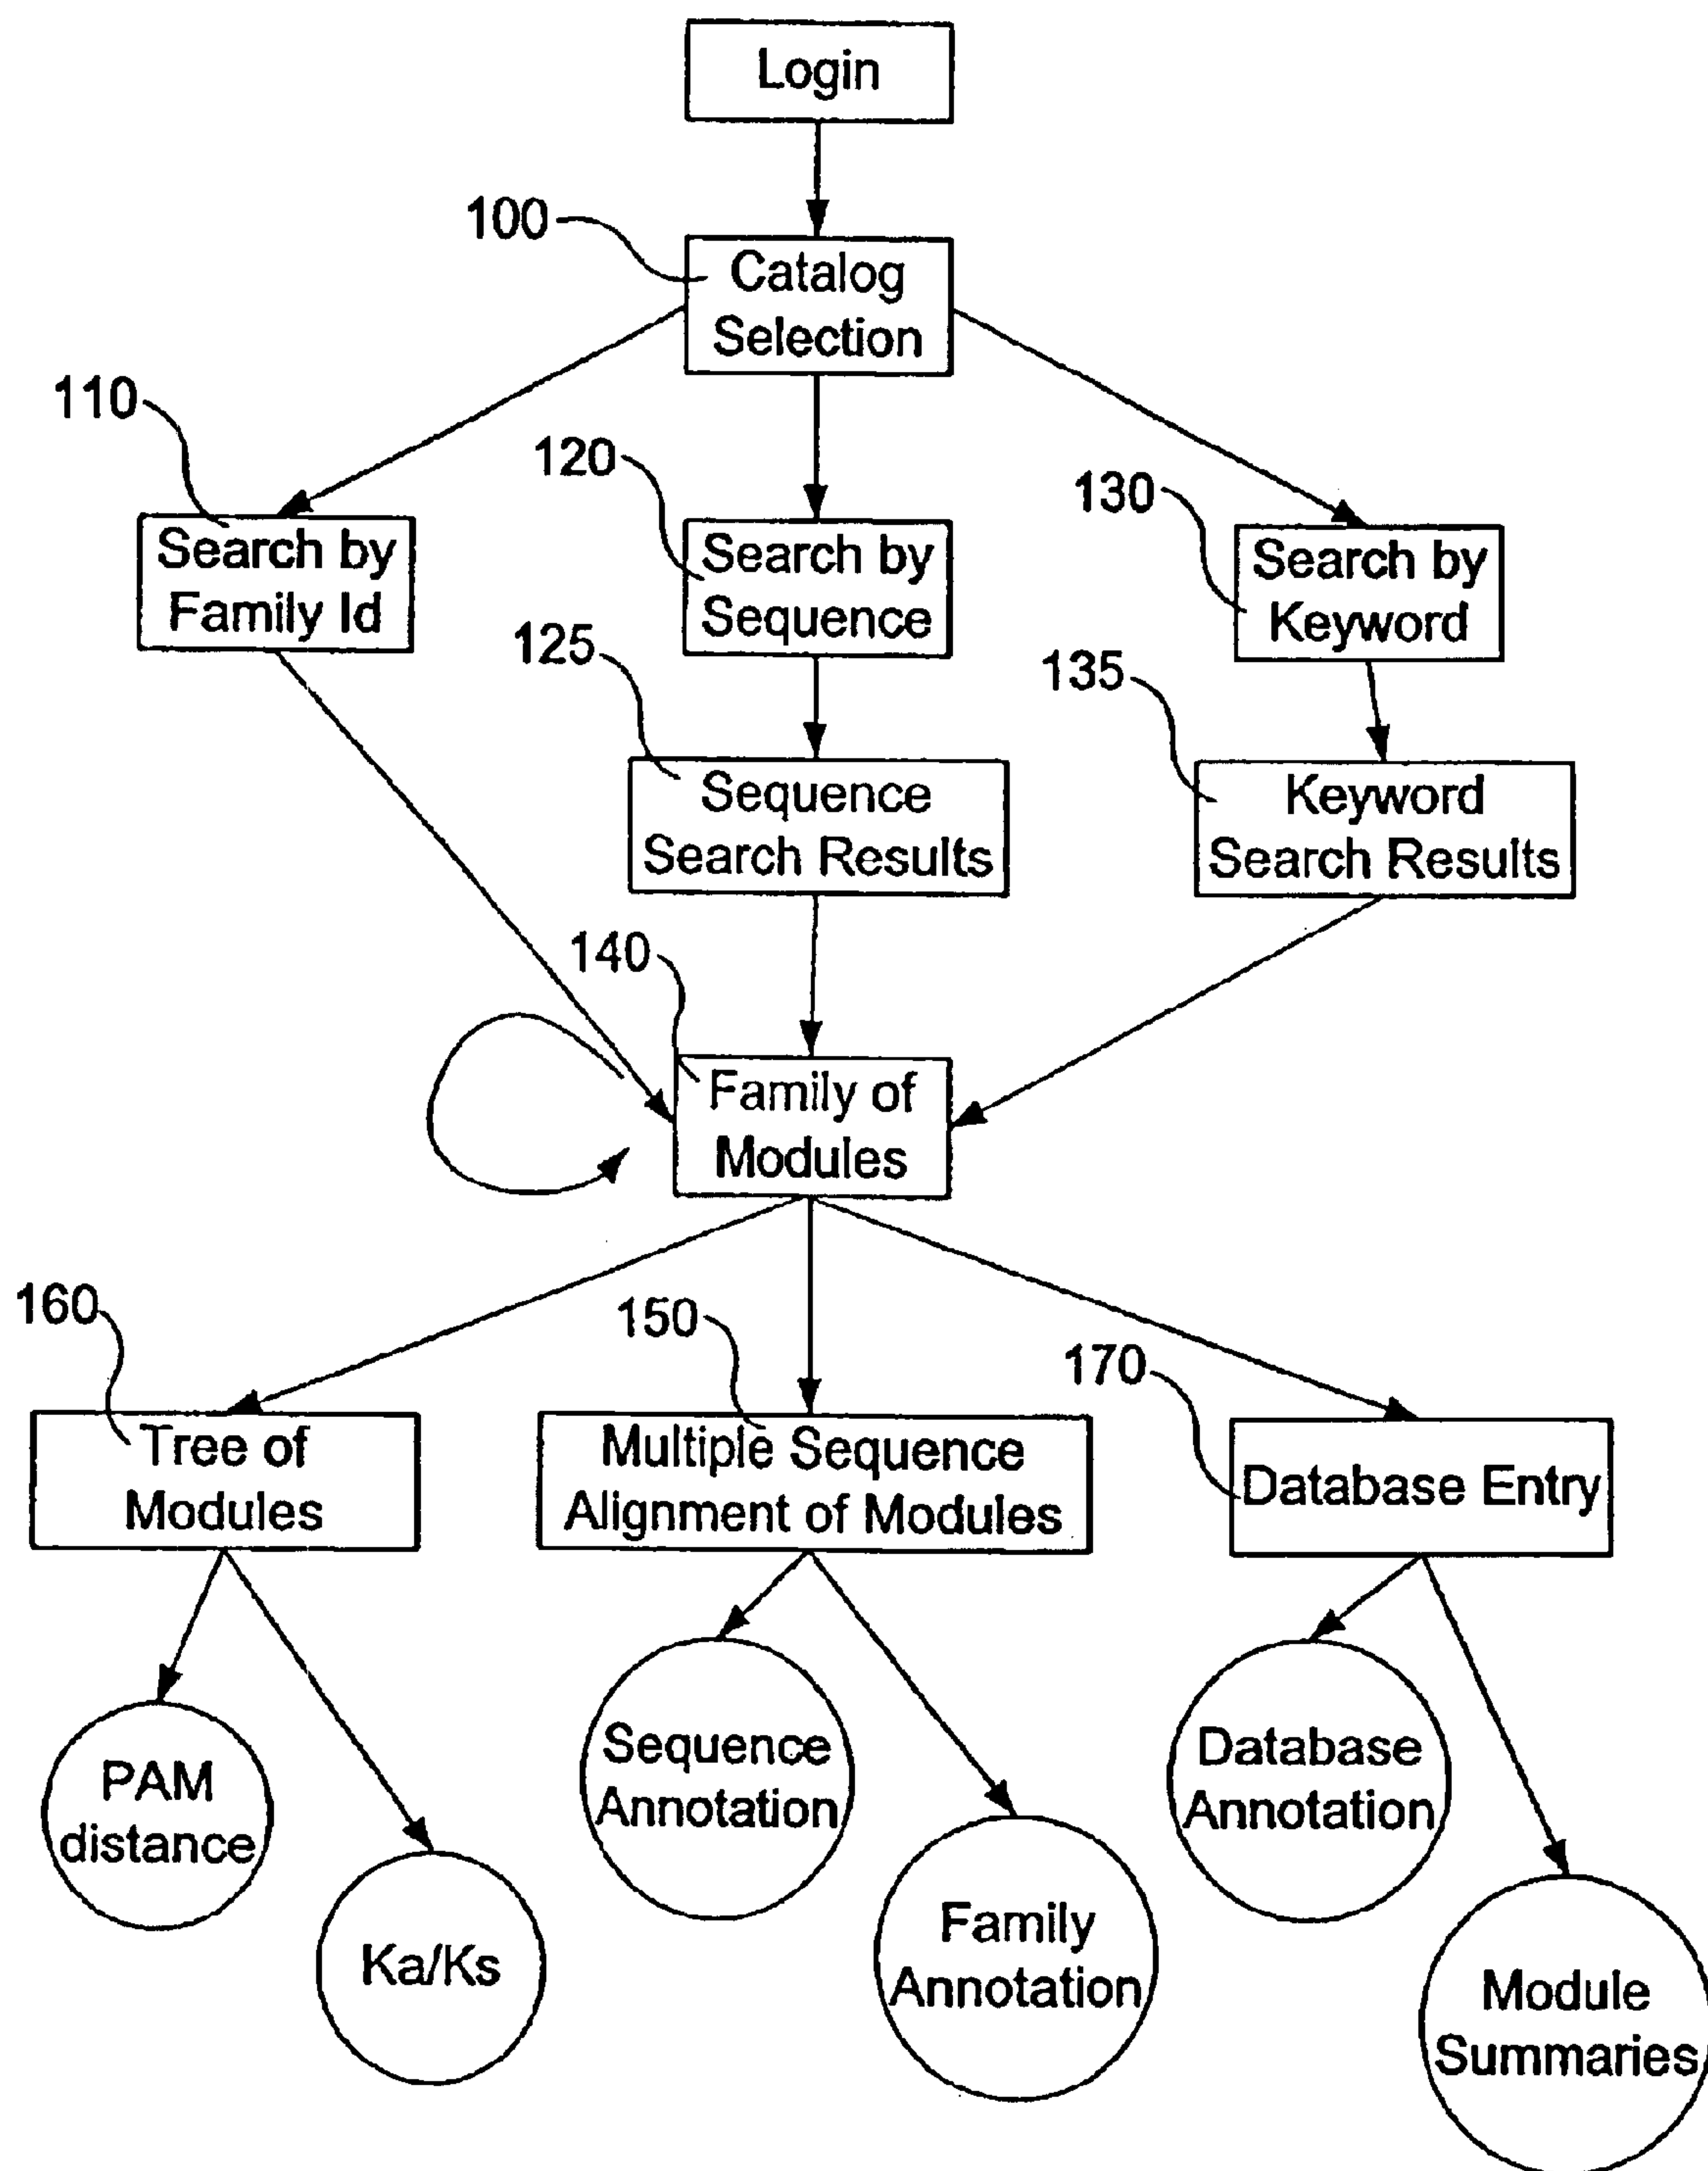 Login
100
Catalog
Selection
110
120
130
Search by
Family Id
Search by
Sequence
Search by
Keyword
125
135
Sequence
Search Results
Keyword
Search Results
140
Family of
Modules
160
150
170
Tree of
Modules
Multiple Sequence
Alignment of Modules
Database Entry
PAM
distance
Ka/Ks
Sequence
Annotation
Family
Annotation
Database
Annotation
Module
Summaries